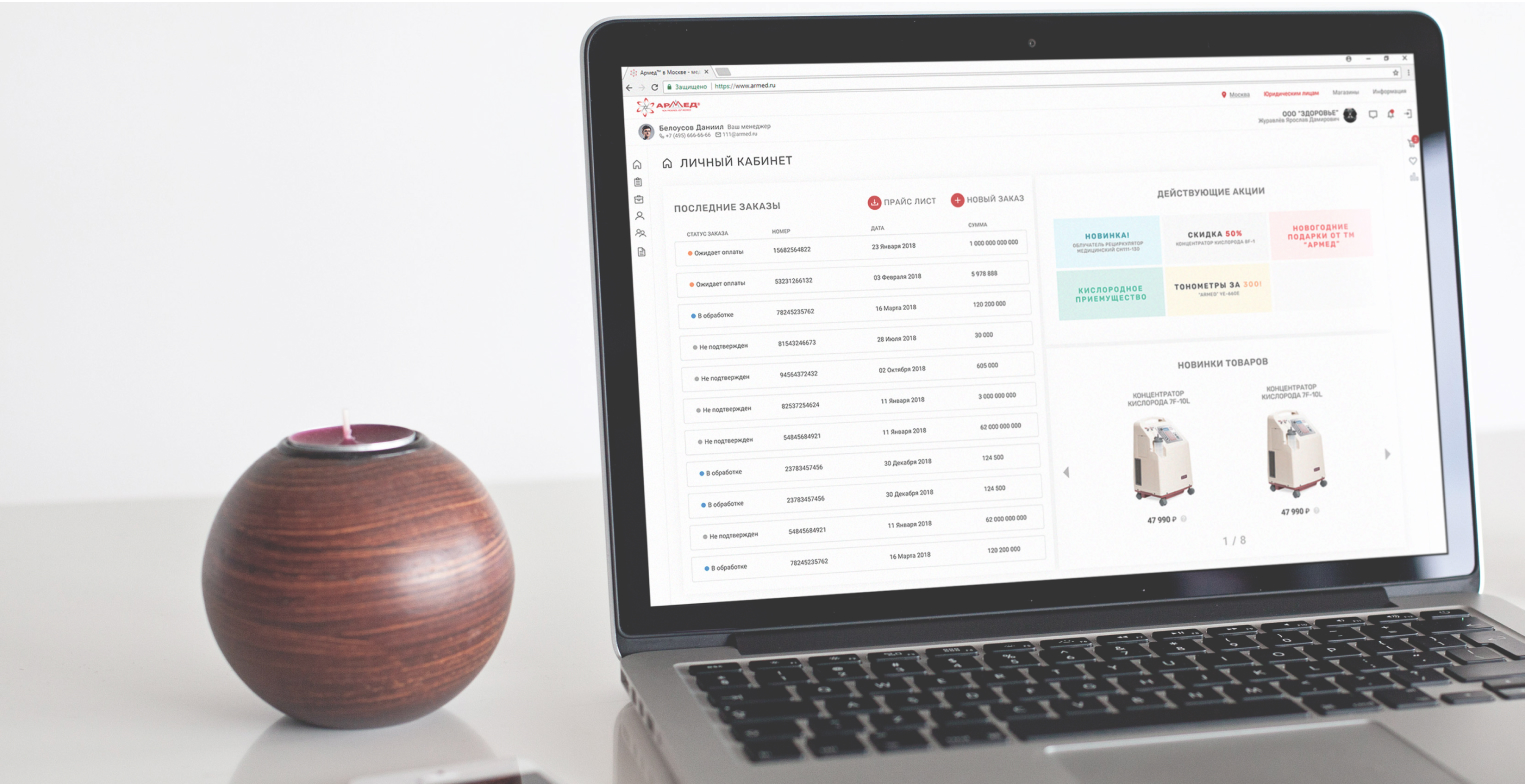 Армед™ в Москве - мед
Защищено https://www.armed.ru
АРМЕД®
Москва Юридическим лицам Магазины Информация
Белоусов Даниил Ваш менеджер
+7 (495) 666-66-66 111@armed.ru
ООО "ЗДОРОВЬЕ"
Журавлёв Ярослав Дамирович
ЛИЧНЫЙ КАБИНЕТ
ПОСЛЕДНИЕ ЗАКАЗЫ
ПРАЙС ЛИСТ
НОВЫЙ ЗАКАЗ
СТАТУС ЗАКАЗА НОМЕР ДАТА СУММА
Ожидает оплаты 15682564822 23 Января 2018 1 000 000 000 000
Ожидает оплаты 53231266132 03 Февраля 2018 5 978 888
В обработке 78245235762 16 Марта 2018 120 200 000
Не подтвержден 81543246673 28 Июля 2018 30 000
Не подтвержден 94564372432 02 Октября 2018 605 000
Не подтвержден 82537254624 11 Января 2018 3 000 000 000
Не подтвержден 54845684921 11 Января 2018 62 000 000 000
В обработке 23783457456 30 Декабря 2018 124 500
В обработке 23783457456 30 Декабря 2018 124 500
Не подтвержден 54845684921 11 Января 2018 62 000 000 000
В обработке 78245235762 16 Марта 2018 120 200 000
ДЕЙСТВУЮЩИЕ АКЦИИ
НОВИНКА!
ОБЛУЧАТЕЛЬ РЕЦИРКУЛЯТОР
МЕДИЦИНСКИЙ СН111-130
СКИДКА 50%
КОНЦЕНТРАТОР КИСЛОРОДА 8F-1
НОВОГОДНИЕ
ПОДАРКИ ОТ ТН
"АРМЕД"
КИСЛОРОДНОЕ
ПРИЕМУЩЕСТВО
ТОНОМЕТРЫ ЗА 300!
"ARMED" YE-660E
НОВИНКИ ТОВАРОВ
КОНЦЕНТРАТОР
КИСЛОРОДА 7F-10L
47 990 ₽
КОНЦЕНТРАТОР
КИСЛОРОДА 7F-10L
47 990 ₽
1 / 8